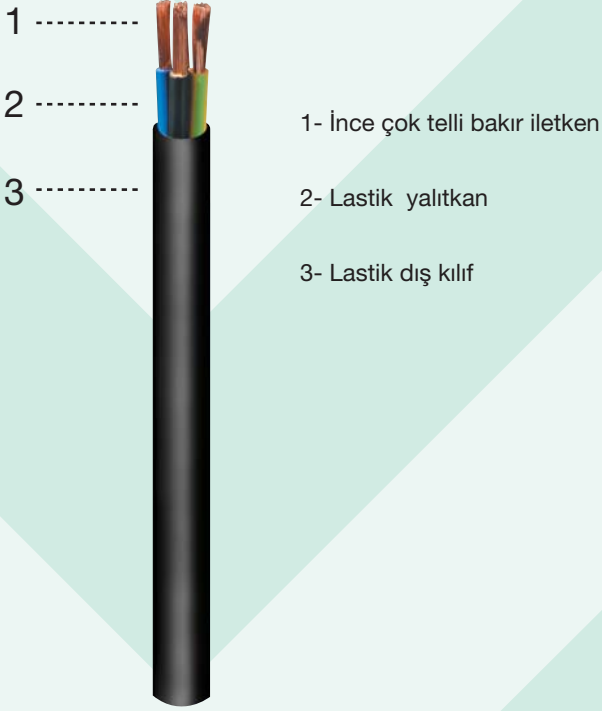 1
1- İnce çok telli bakır iletken
2
2- Lastik yalıtkan
3
3- Lastik dış kılıf